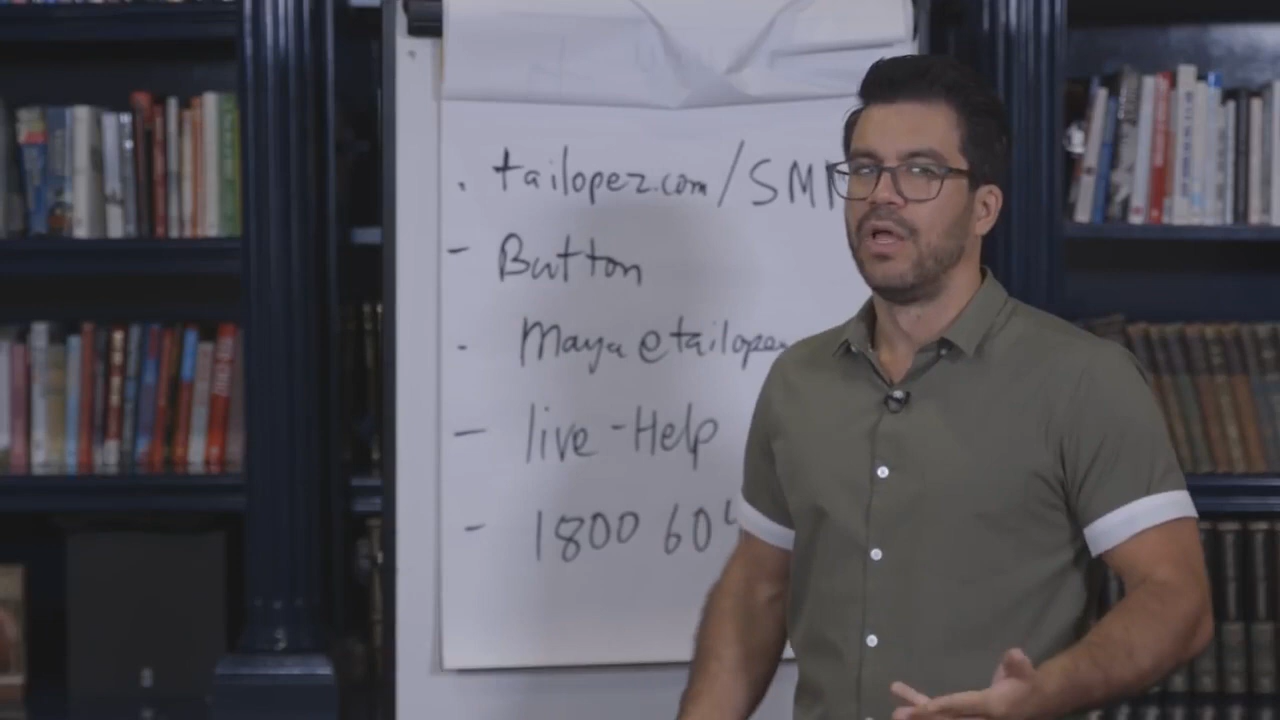 . tailopez.com/SM
- Button
. Maya@tailopez
- live-Help
- 1800 60